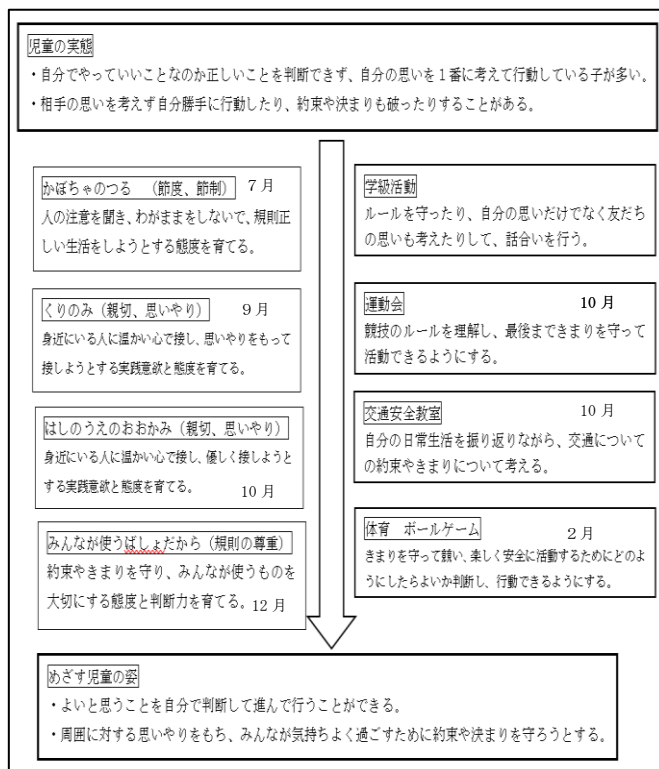 児童の実態
・自分でやっていいことなのか正しいことを判断できず、自分の思いを１番に考えて行動している子が多い。
・相手の思いを考えず自分勝手に行動したり、約束や決まりも破ったりすることがある。
かぼちゃのつる　（節度、節制）　７月
人の注意を聞き、わがままをしないで、規則正
しい生活をしようとする態度を育てる。
くりのみ（親切、思いやり）　９月
身近にいる人に温かい心で接し、思いやりをもって
接しようとする実践意欲と態度を育てる。
はしのうえのおおかみ（親切、思いやり）
身近にいる人に温かい心で接し、優しく接しようと
する実践意欲と態度を育てる。　10月
みんなが使うばしょだから（規則の尊重）
約束やきまりを守り、みんなが使うものを
大切にする態度と判断力を育てる。12月
学級活動
ルールを守ったり、自分の思いだけでなく友だち
の思いも考えたりして、話合いを行う。
運動会　10月
競技のルールを理解し、最後まできまりを守って
活動できるようにする。
交通安全教室　10月
自分の日常生活を振り返りながら、交通について
の約束やきまりについて考える。
体育　ボールゲーム　２月
きまりを守って競い、楽しく安全に活動するためにどのよ
うにしたらよいか判断し、行動できるようにする。
めざす児童の姿
・よいと思うことを自分で判断して進んで行うことができる。
・周囲に対する思いやりをもち、みんなが気持ちよく過ごすために約束や決まりを守ろうとする。